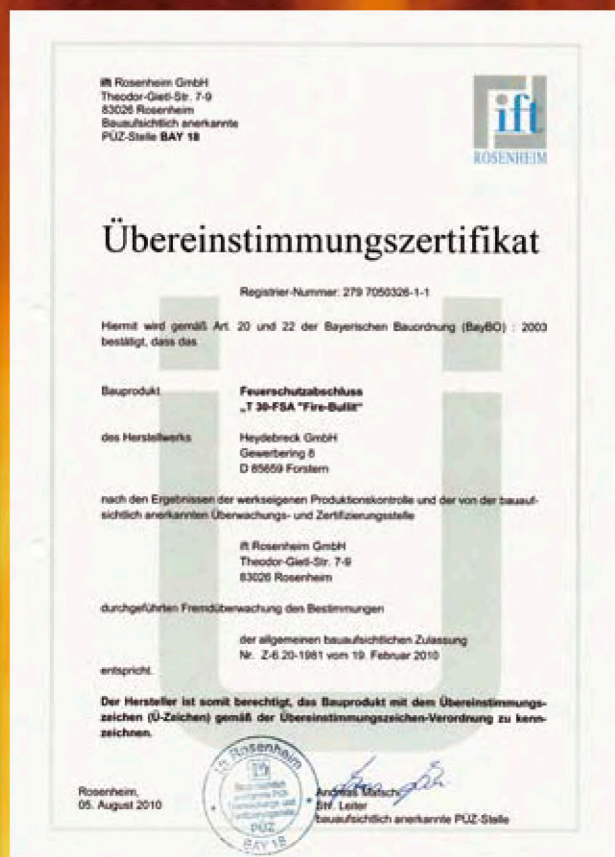 ift Rosenheim GmbH
Theodor-Gietl-Str. 7-9
83026 Rosenheim
Bauaufsichtlich anerkannte
PÜZ-Stelle BAY 18
ift
ROSENHEIM
Übereinstimmungszertifikat
Registrier-Nummer: 279 7050326-1-1
Hiermit wird gemäß Art. 20 und 22 der Bayerischen Bauordnung (BayBO) : 2003
bestätigt, dass das
Bauprodukt Feuerschutzabschluss
„T 30-FSA "Fire-Bullit"
des Herstellwerks Heydebreck GmbH
Gewerbering 8
D 85659 Forstern
nach den Ergebnissen der werkseigenen Produktionskontrolle und der von der bauauf-
sichtlich anerkannten Überwachungs- und Zertifizierungsstelle
ift Rosenheim GmbH
Theodor-Gietl-Str. 7-9
83026 Rosenheim
durchgeführten Fremdüberwachung den Bestimmungen
der allgemeinen bauaufsichtlichen Zulassung
Nr. Z-6.20-1981 vom 19. Februar 2010
entspricht.
Der Hersteller ist somit berechtigt, das Bauprodukt mit dem Übereinstimmungs-
zeichen (Ü-Zeichen) gemäß der Übereinstimmungszeichen-Verordnung zu kenn-
zeichnen.
ift Rosenheim
PÜZ
BAY 18
Rosenheim,
05. August 2010
Andreas
Stv. Leiter
bauaufsichtlich anerkannte PÜZ-Stelle